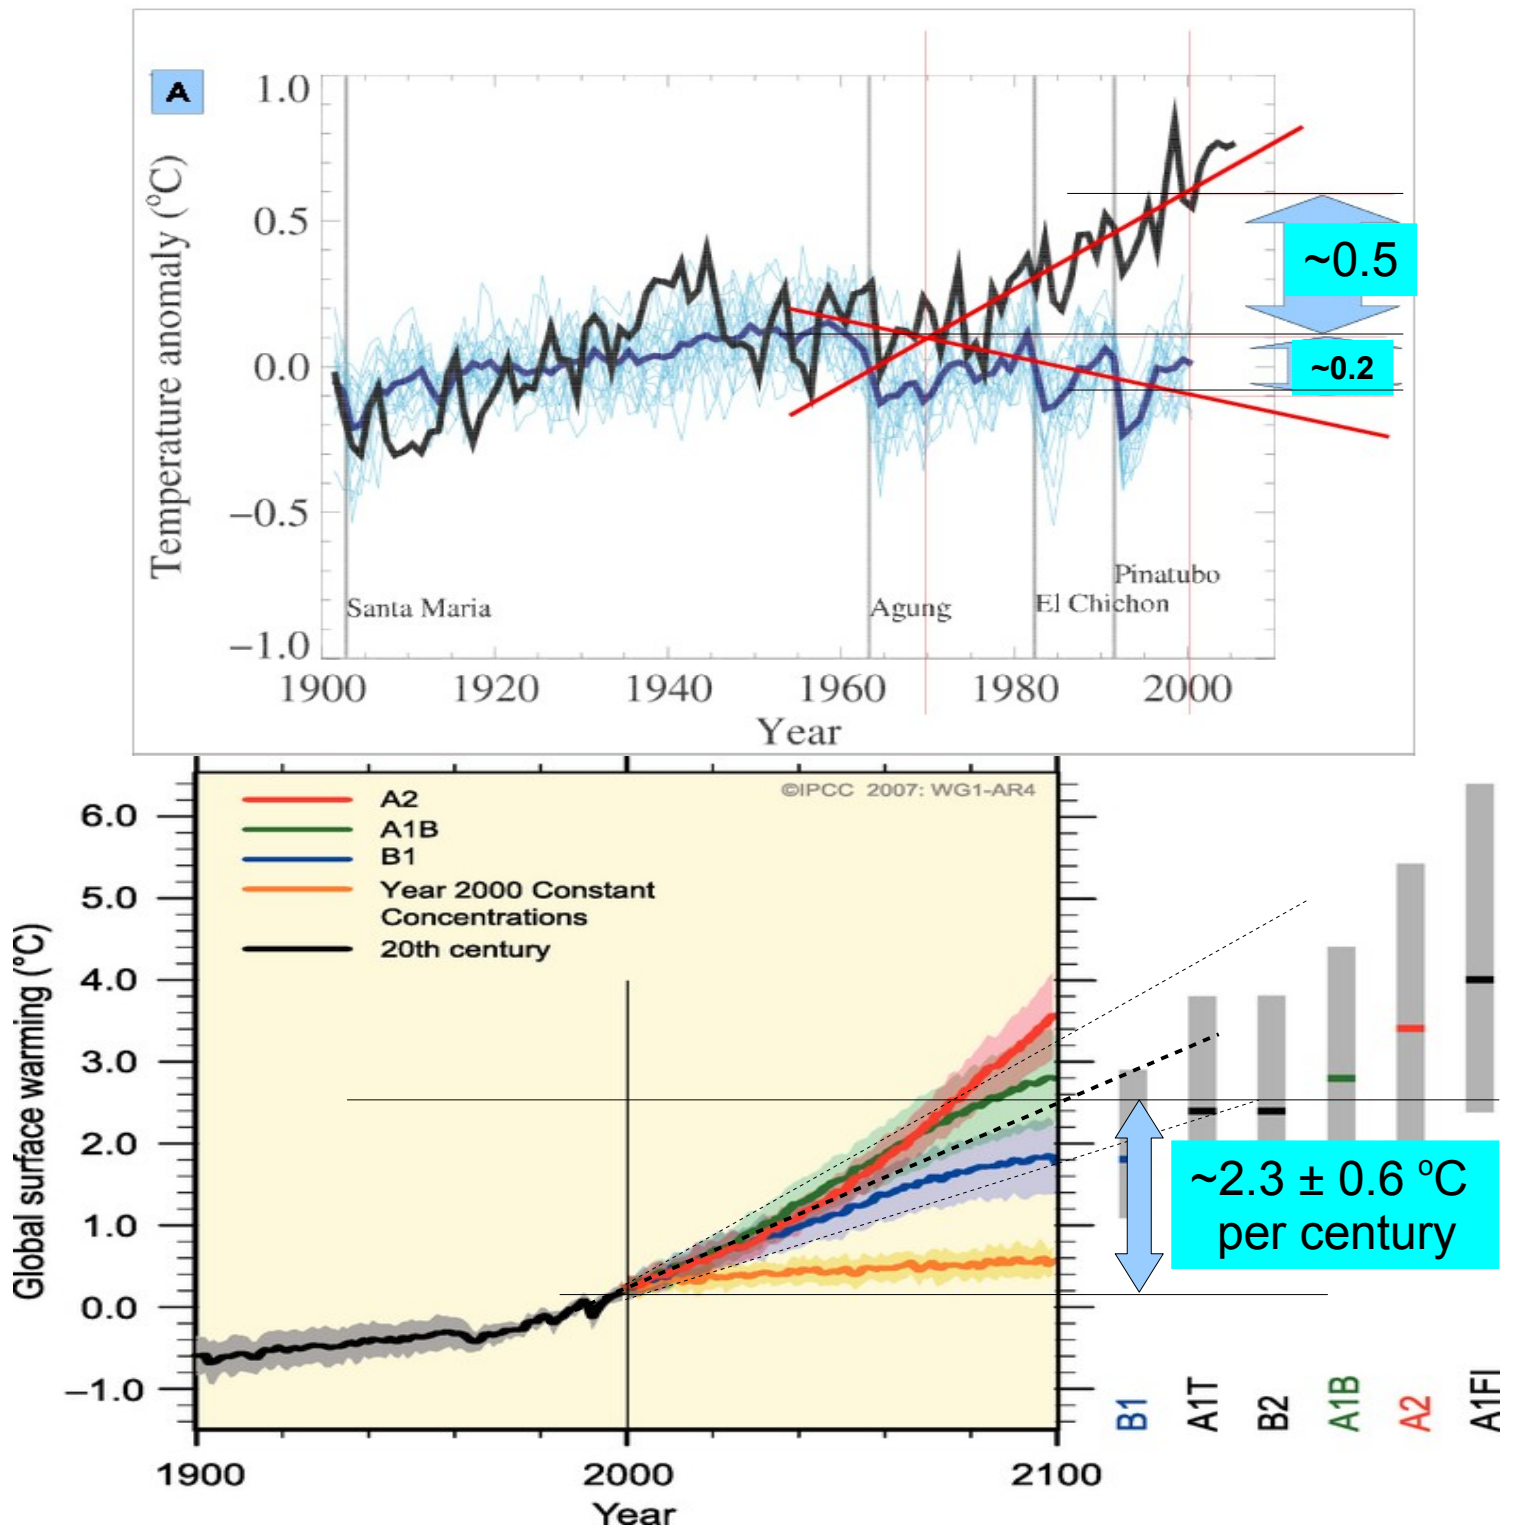 A
Temperature anomaly (°C)
1.0
0.5
0.0
−0.5
−1.0
~0.5
~0.2
Santa Maria
Agung
El Chichon
Pinatubo
1900 1920 1940 1960 1980 2000
Year
©IPCC 2007: WG1-AR4
A2
A1B
B1
Year 2000 Constant
Concentrations
20th century
Global surface warming (°C)
6.0
5.0
4.0
3.0
2.0
1.0
0.0
−1.0
~2.3 ± 0.6 °C
per century
B1
A1T
B2
A1B
A2
A1FI
1900 2000 2100
Year